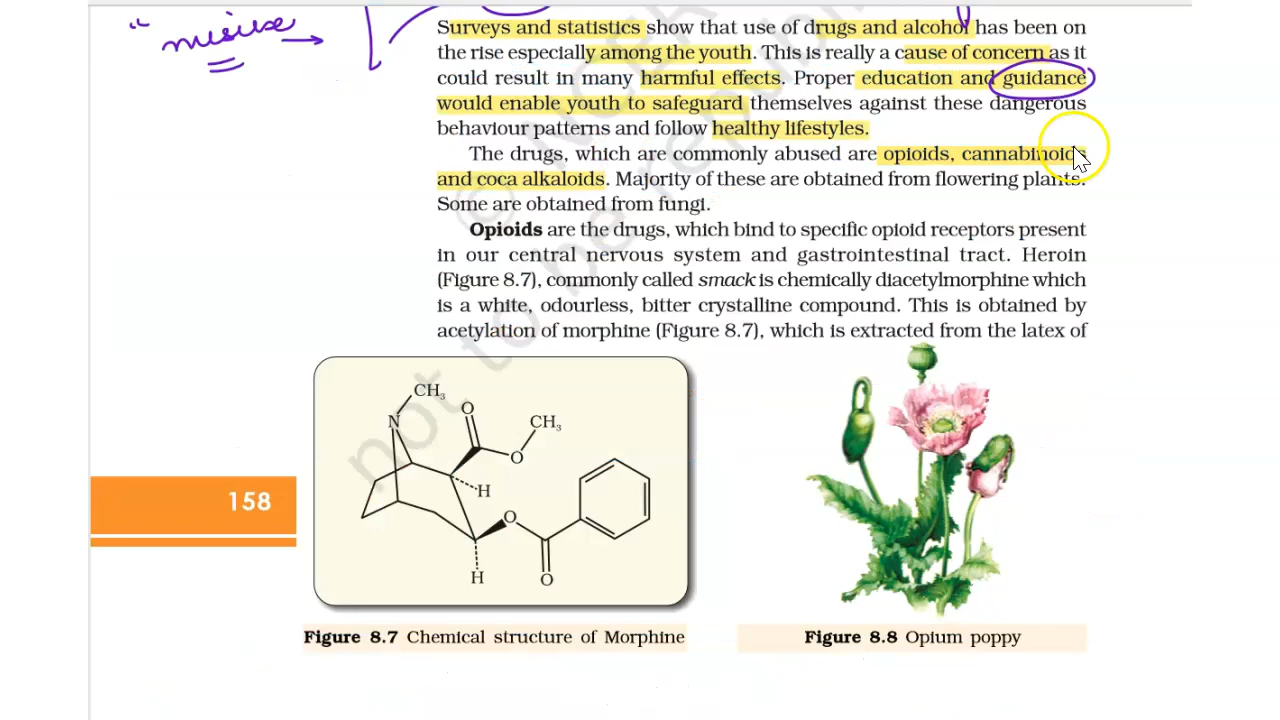 " misuse →
Surveys and statistics show that use of drugs and alcohol has been on
the rise especially among the youth. This is really a cause of concern as it
could result in many harmful effects. Proper education and guidance
would enable youth to safeguard themselves against these dangerous
behaviour patterns and follow healthy lifestyles.
The drugs, which are commonly abused are opioids, cannabinoids
and coca alkaloids. Majority of these are obtained from flowering plants.
Some are obtained from fungi.
Opioids are the drugs, which bind to specific opioid receptors present
in our central nervous system and gastrointestinal tract. Heroin
(Figure 8.7), commonly called smack is chemically diacetylmorphine which
is a white, odourless, bitter crystalline compound. This is obtained by
acetylation of morphine (Figure 8.7), which is extracted from the latex of
CH₃
N
O
CH₃
O
H
O
H
O
158
Figure 8.7 Chemical structure of Morphine
Figure 8.8 Opium poppy
not to be republi